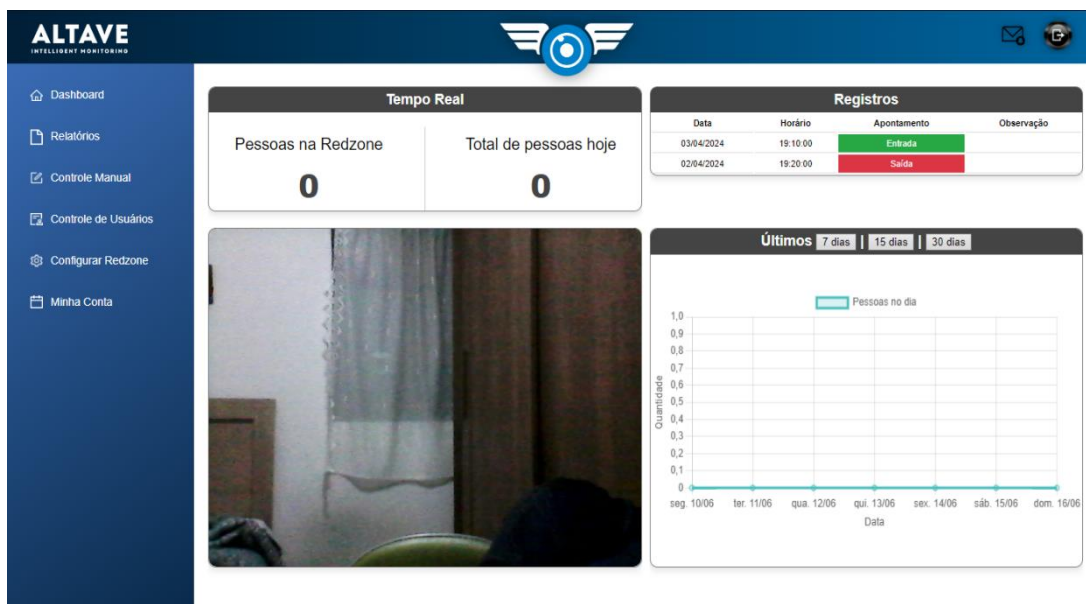 ALTAVE
INTELLIGENT MONITORING
Dashboard
Relatórios
Controle Manual
Controle de Usuários
Configurar Redzone
Minha Conta
Tempo Real
Pessoas na Redzone
0
Total de pessoas hoje
0
Registros
Data Horário Apontamento Observação
03/04/2024 19:10:00 Entrada
02/04/2024 19:20:00 Saída
Últimos 7 dias | 15 dias | 30 dias
Pessoas no dia
1,0
0,9
0,8
0,7
0,6
0,5
0,4
0,3
0,2
0,1
0
Quantidade
seg. 10/06 ter. 11/06 qua. 12/06 qui. 13/06 sex. 14/06 sáb. 15/06 dom. 16/06
Data